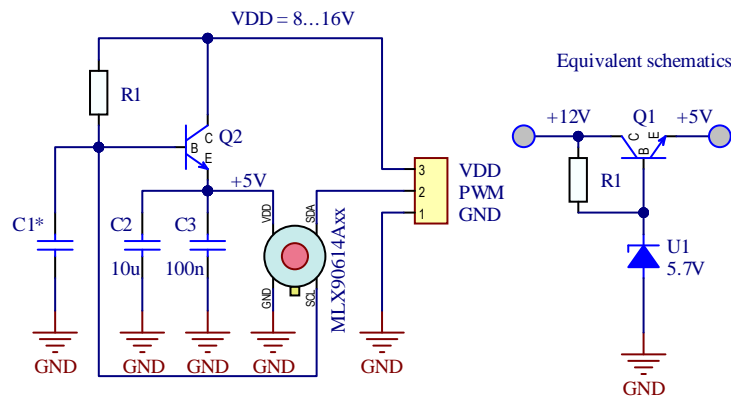 VDD = 8...16V
Equivalent schematics
R1
C
B
E
Q2
+12V
Q1
+5V
C
E
B
R1
+5V
3
VDD
2
PWM
1
GND
C1*
C2
C3
10u
100n
VDD
SDA
GND
SCL
MLX90614Axx
U1
5.7V
GND
GND
GND
GND
GND
GND